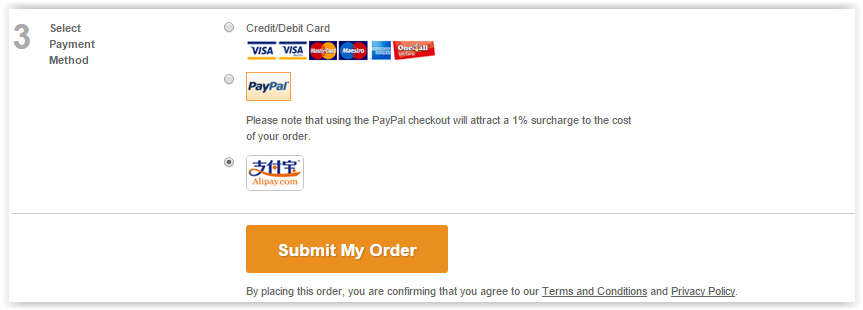 3
Select
Payment
Method
Credit/Debit Card
VISA VISA MasterCard Maestro One4all
PayPal
Please note that using the PayPal checkout will attract a 1% surcharge to the cost
of your order.
支付宝
Alipay.com
Submit My Order
By placing this order, you are confirming that you agree to our Terms and Conditions and Privacy Policy.